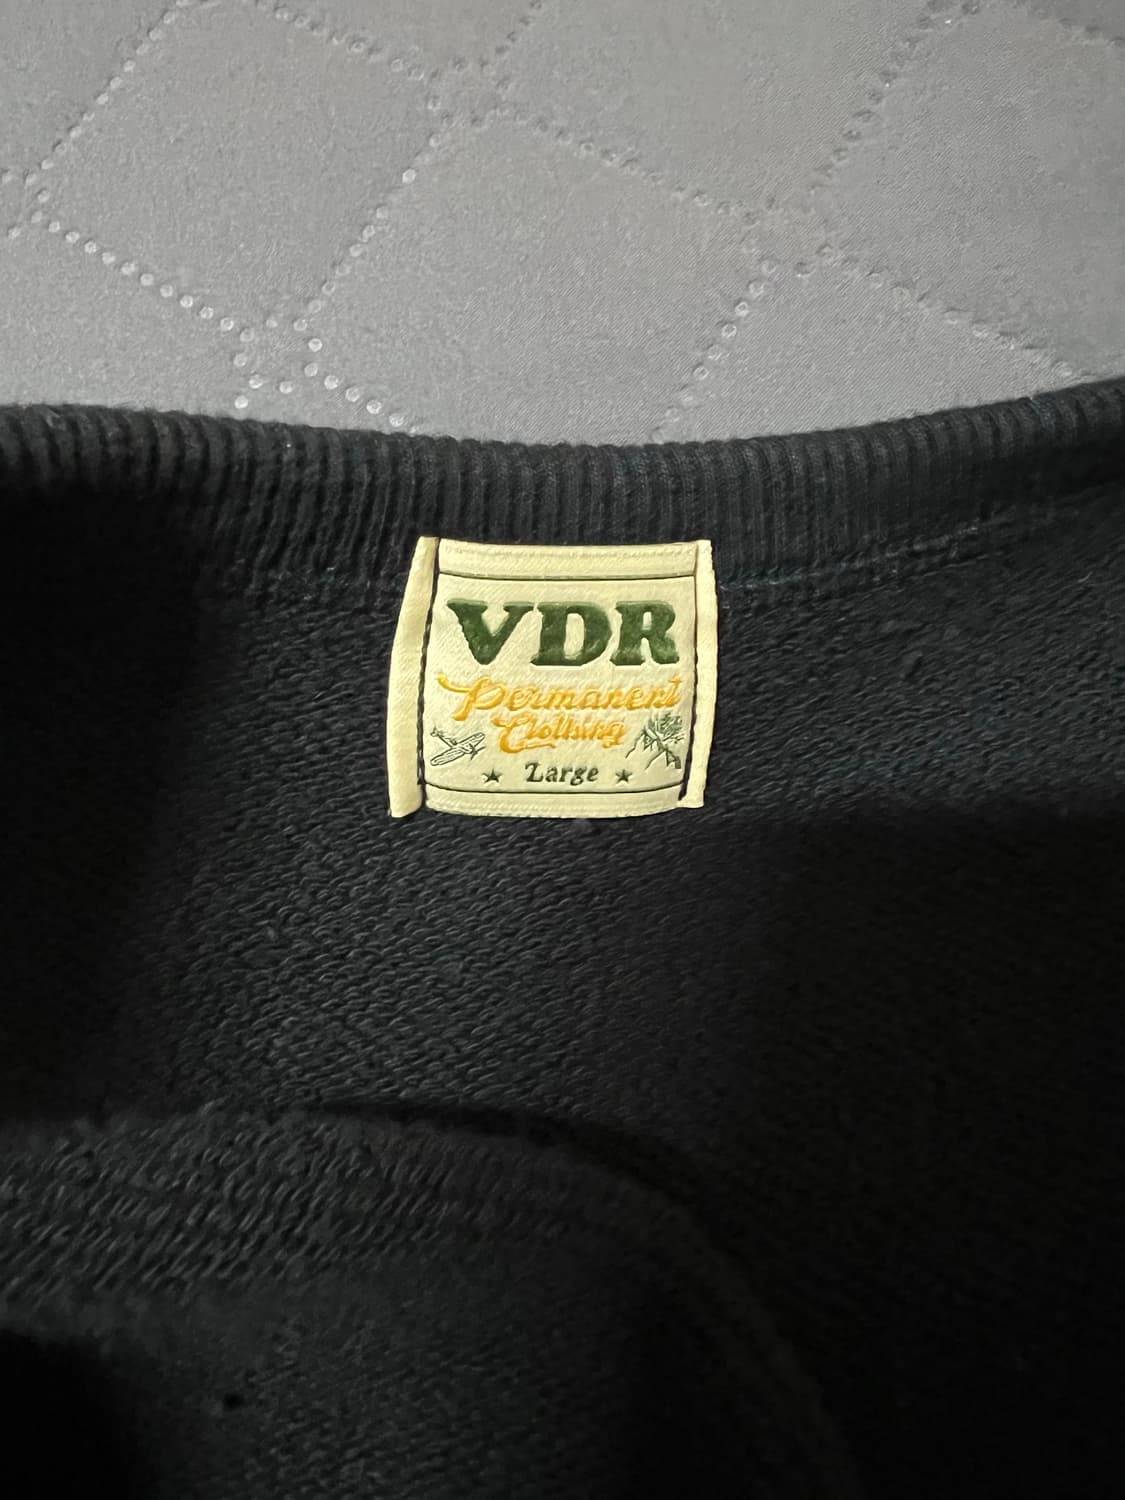 VDR
Permanent
Clothing
Large